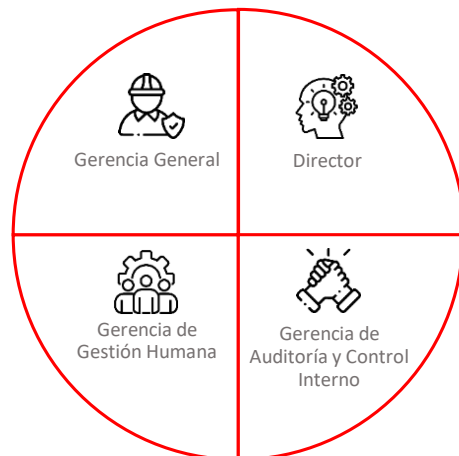 Gerencia General
Director
Gerencia de
Gestión Humana
Gerencia de
Auditoría y Control
Interno